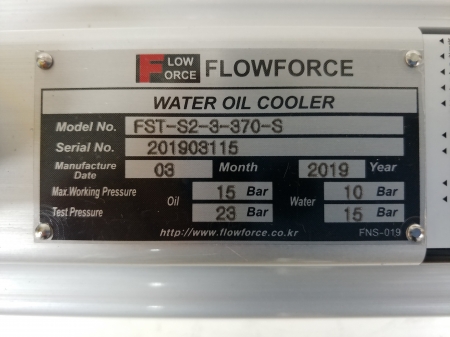 FLOW FORCE FLOWFORCE
WATER OIL COOLER
Model No. FST-S2-3-370-S
Serial No. 201903115
Manufacture Date 03 Month 2019 Year
Max.Working Pressure Oil 15 Bar Water 10 Bar
Test Pressure 23 Bar 15 Bar
http://www.flowforce.co.kr FNS-019